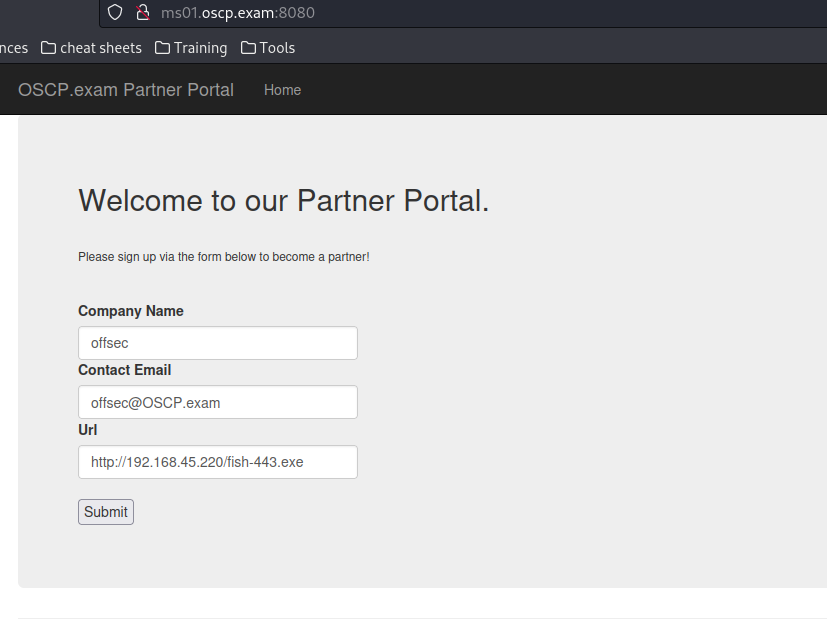 ms01.oscp.exam:8080
nces cheat sheets Training Tools
OSCP.exam Partner Portal Home
Welcome to our Partner Portal.
Please sign up via the form below to become a partner!
Company Name
offsec
Contact Email
offsec@OSCP.exam
Url
http://192.168.45.220/fish-443.exe
Submit